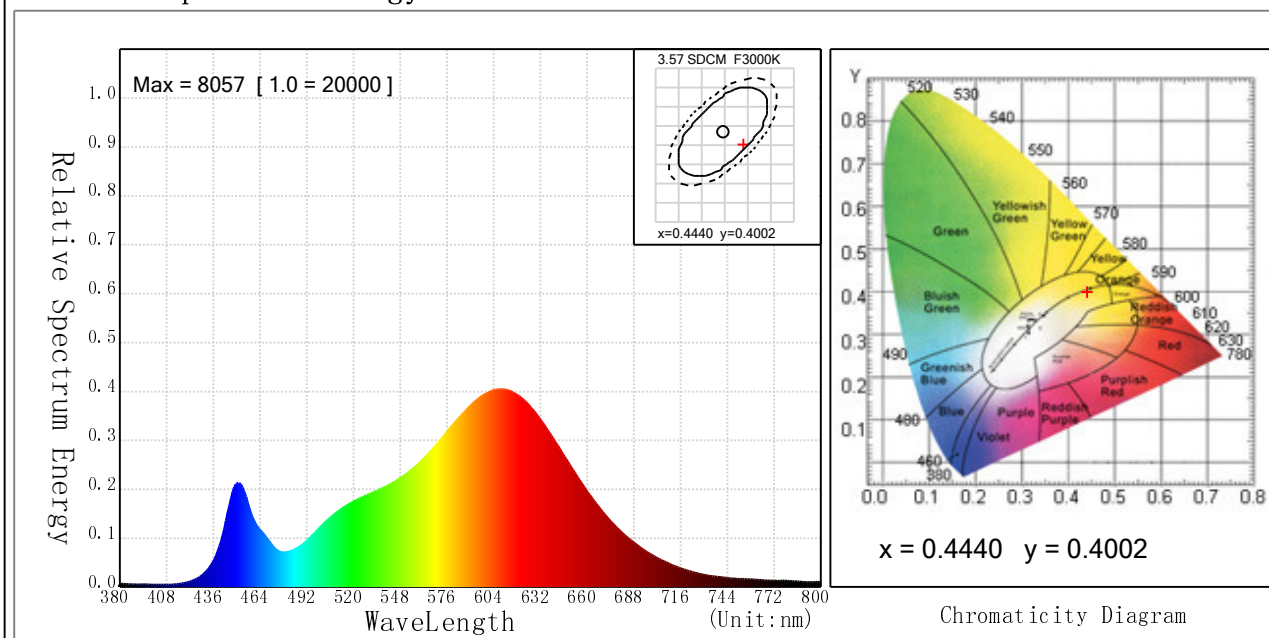 Max = 8057 [ 1.0 = 20000 ]
3.57 SDCM F3000K
x=0.4440 y=0.4002
Relative Spectrum Energy
1.0
0.9
0.8
0.7
0.6
0.5
0.4
0.3
0.2
0.1
0.0
380 408 436 464 492 520 548 576 604 632 660 688 716 744 772 800
WaveLength
(Unit:nm)
Y
0.8
0.7
0.6
0.5
0.4
0.3
0.2
0.1
0.0 0.1 0.2 0.3 0.4 0.5 0.6 0.7 0.8
520
530
540
550
560
570
580
590
600
610
620
630
780
490
480
460
380
Green
Yellowish
Green
Yellow
Green
Yellow
Orange
Reddish
Orange
Red
Purplish
Red
Reddish
Purple
Purple
Violet
Blue
Greenish
Blue
Bluish
Green
x = 0.4440 y = 0.4002
Chromaticity Diagram